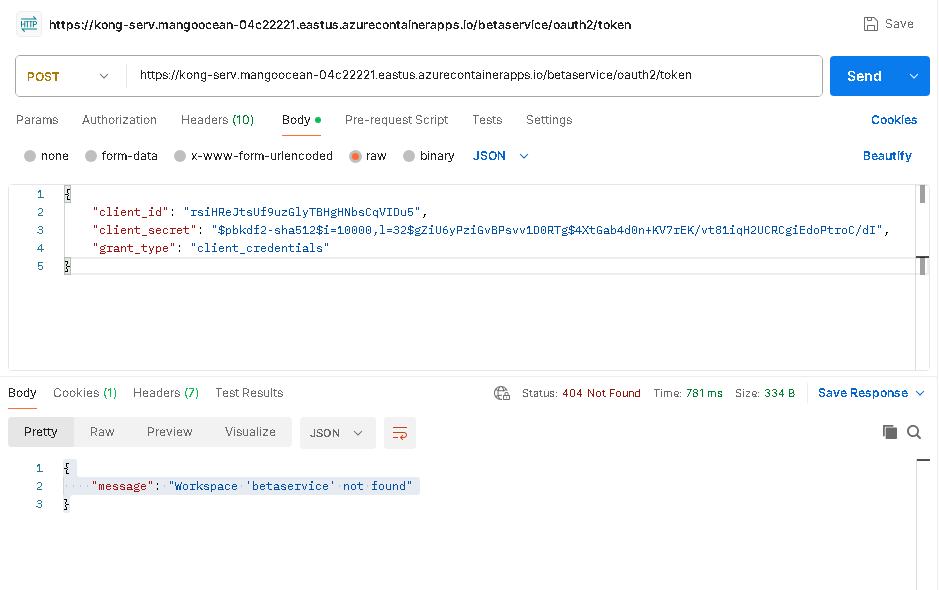 HTTP https://kong-serv.mangoocean-04c22221.eastus.azurecontainerapps.io/betaservice/oauth2/token Save
POST https://kong-serv.mangoocean-04c22221.eastus.azurecontainerapps.io/betaservice/oauth2/token Send
Params Authorization Headers (10) Body Pre-request Script Tests Settings Cookies
none form-data x-www-form-urlencoded raw binary JSON Beautify
1 {
2 "client_id": "rsiHReJtsUf9uzGlyTBHgHNbsCqVIDu5",
3 "client_secret": "$pbkdf2-sha512$i=10000,l=32$gZiU6yPziGvBPsvv1D0RTg$4XtGab4d0n+KV7rEK/vt81iqH2UCRCgiEdoPtroC/dI",
4 "grant_type": "client_credentials"
5 }
Body Cookies (1) Headers (7) Test Results Status: 404 Not Found Time: 781 ms Size: 334 B Save Response
Pretty Raw Preview Visualize JSON
1 {
2 "message": "Workspace 'betaservice' not found"
3 }